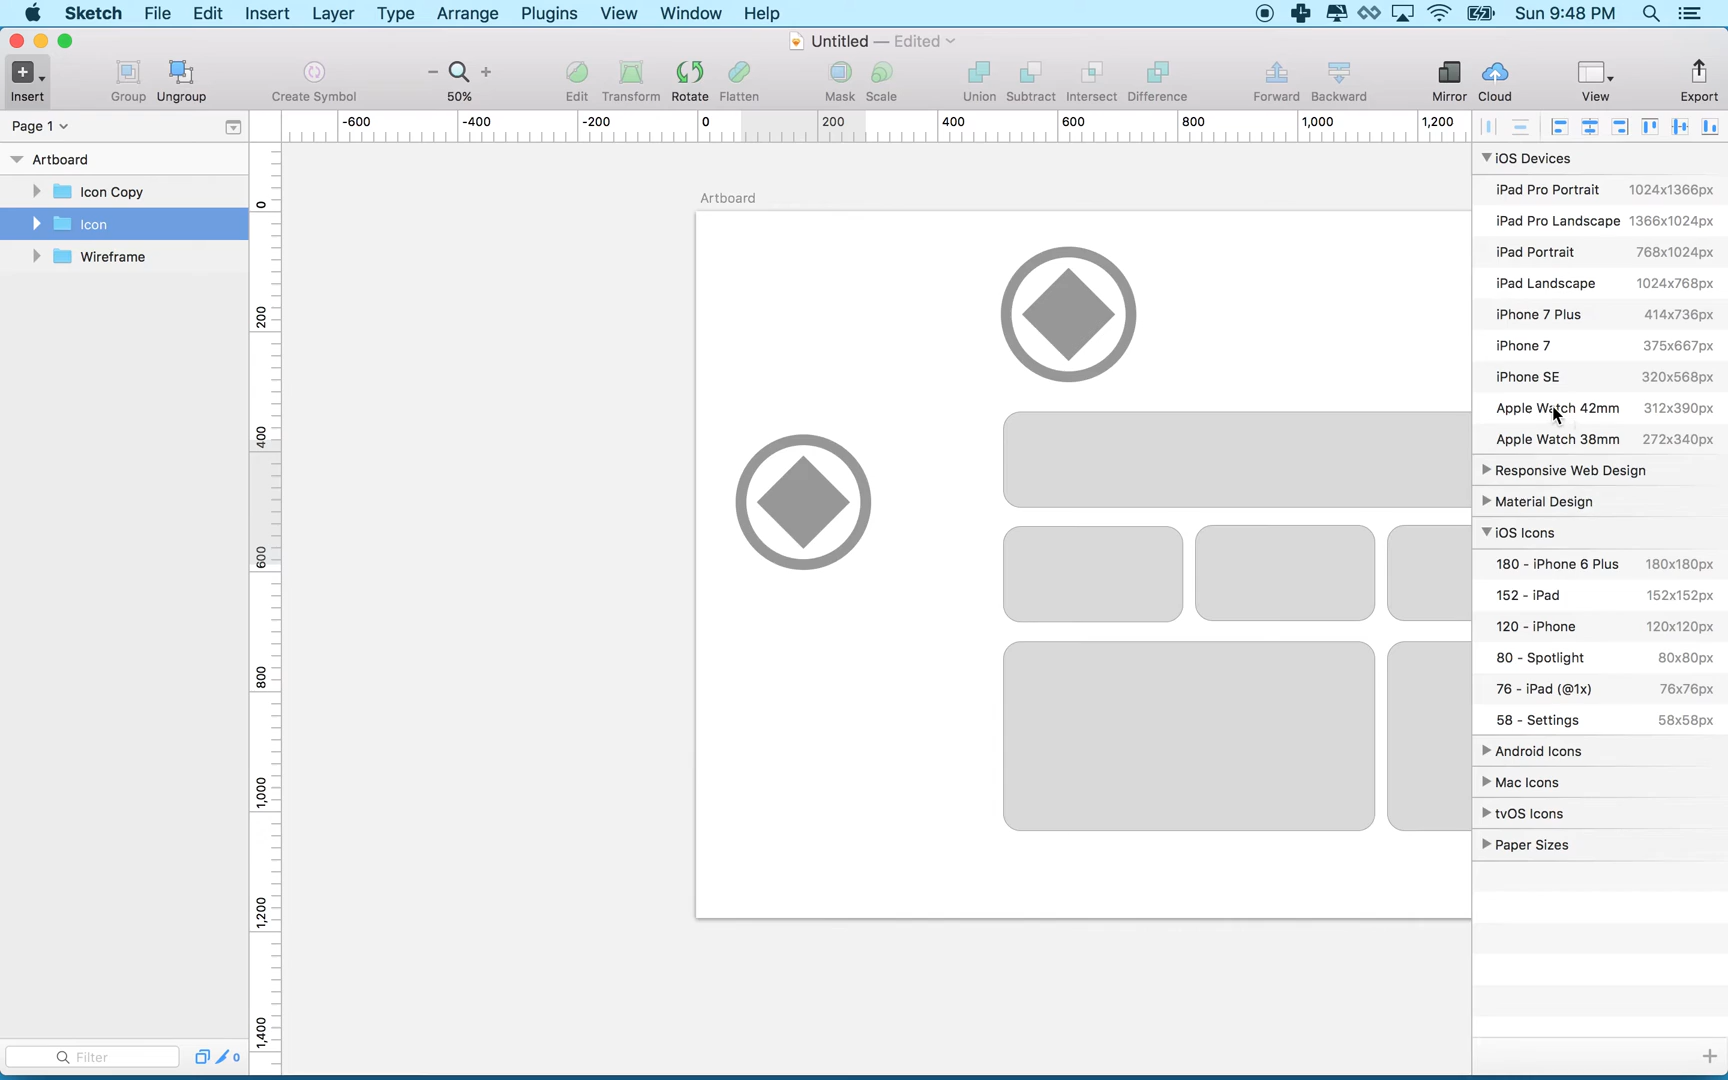 Sketch File Edit Insert Layer Type Arrange Plugins View Window Help Sun 9:48 PM
Untitled — Edited
Insert Group Ungroup Create Symbol 50% Edit Transform Rotate Flatten Mask Scale Union Subtract Intersect Difference Forward Backward Mirror Cloud View Export
Page 1
-600 -400 -200 0 200 400 600 800 1,000 1,200
Artboard
Icon Copy
Icon
Wireframe
Filter
0
0
200
400
600
800
1,000
1,200
1,400
Artboard
iOS Devices
iPad Pro Portrait 1024x1366px
iPad Pro Landscape 1366x1024px
iPad Portrait 768x1024px
iPad Landscape 1024x768px
iPhone 7 Plus 414x736px
iPhone 7 375x667px
iPhone SE 320x568px
Apple Watch 42mm 312x390px
Apple Watch 38mm 272x340px
Responsive Web Design
Material Design
iOS Icons
180 - iPhone 6 Plus 180x180px
152 - iPad 152x152px
120 - iPhone 120x120px
80 - Spotlight 80x80px
76 - iPad (@1x) 76x76px
58 - Settings 58x58px
Android Icons
Mac Icons
tvOS Icons
Paper Sizes